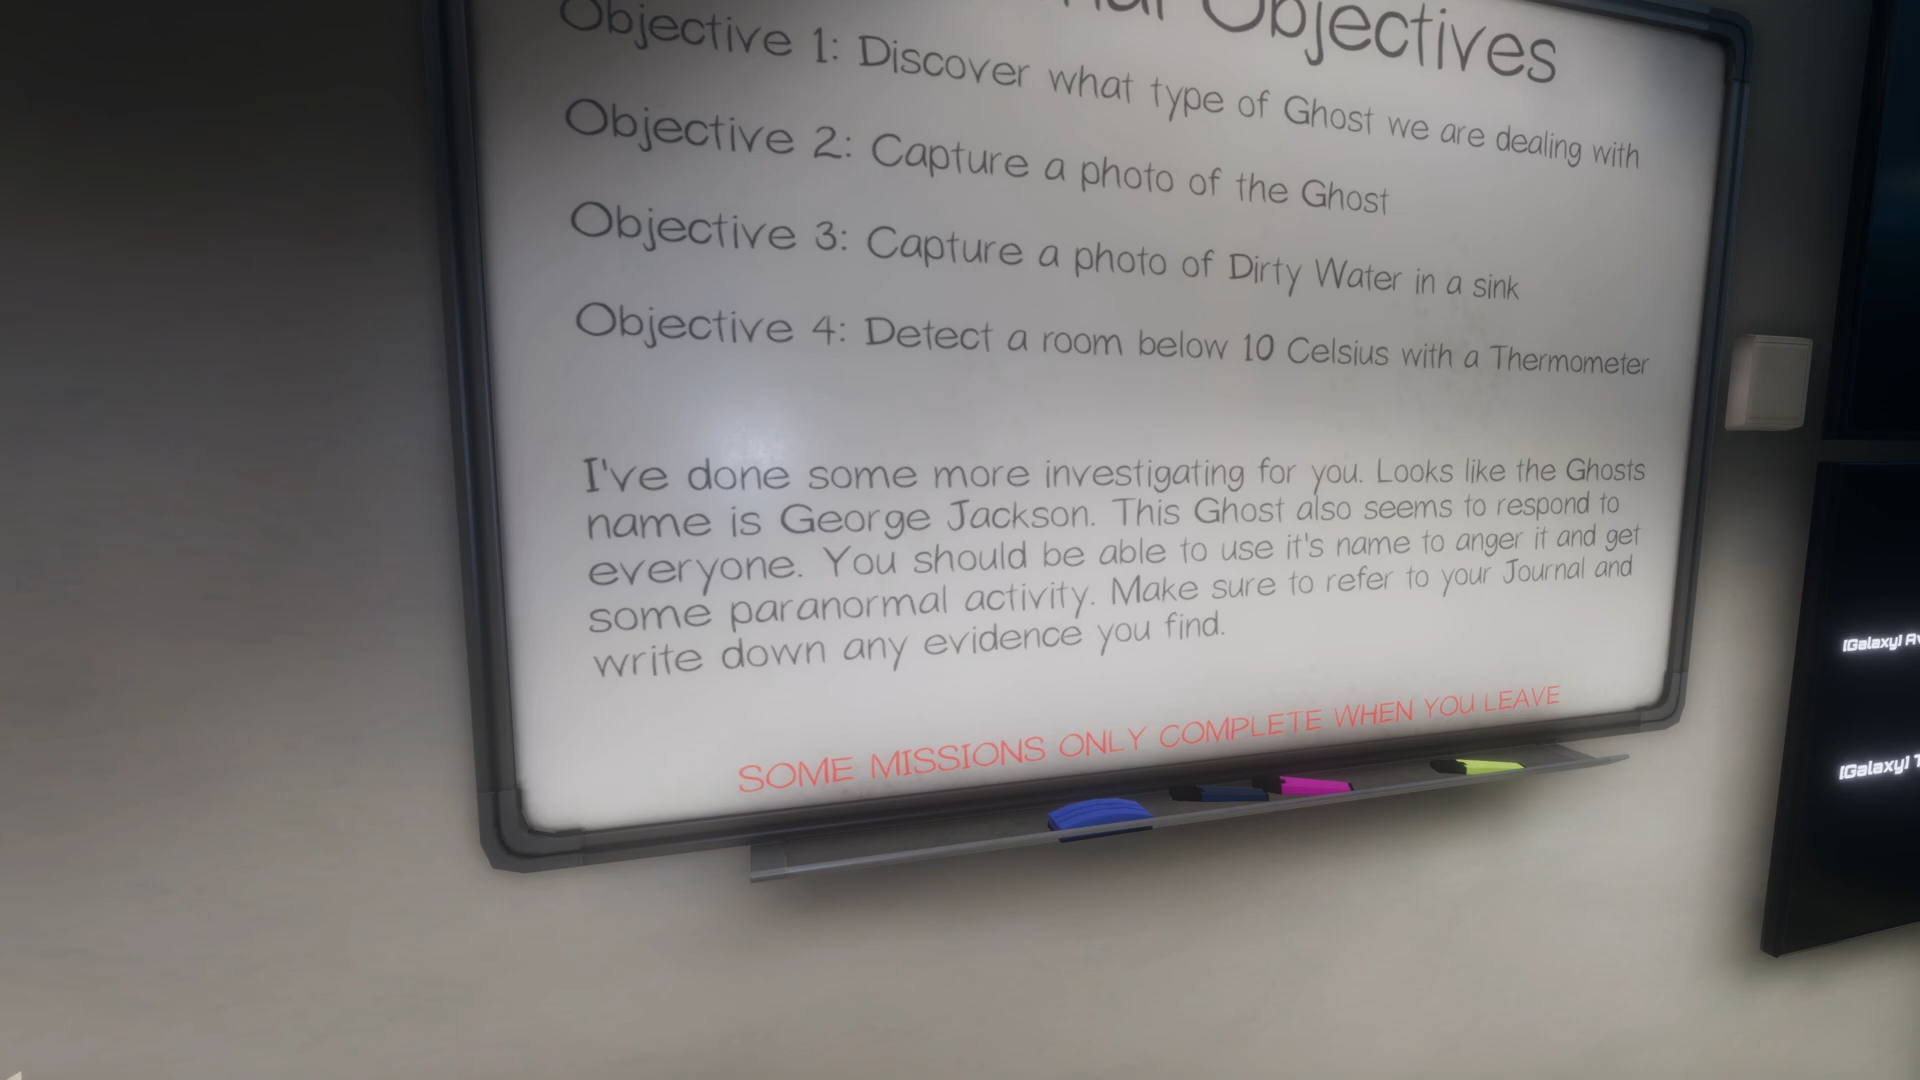 Objectives
Objective 1: Discover what type of Ghost we are dealing with
Objective 2: Capture a photo of the Ghost
Objective 3: Capture a photo of Dirty Water in a sink
Objective 4: Detect a room below 10 Celsius with a Thermometer
I've done some more investigating for you. Looks like the Ghosts
name is George Jackson. This Ghost also seems to respond to
everyone. You should be able to use it's name to anger it and get
some paranormal activity. Make sure to refer to your Journal and
write down any evidence you find.
SOME MISSIONS ONLY COMPLETE WHEN YOU LEAVE
[Galaxy]
[Galaxy]